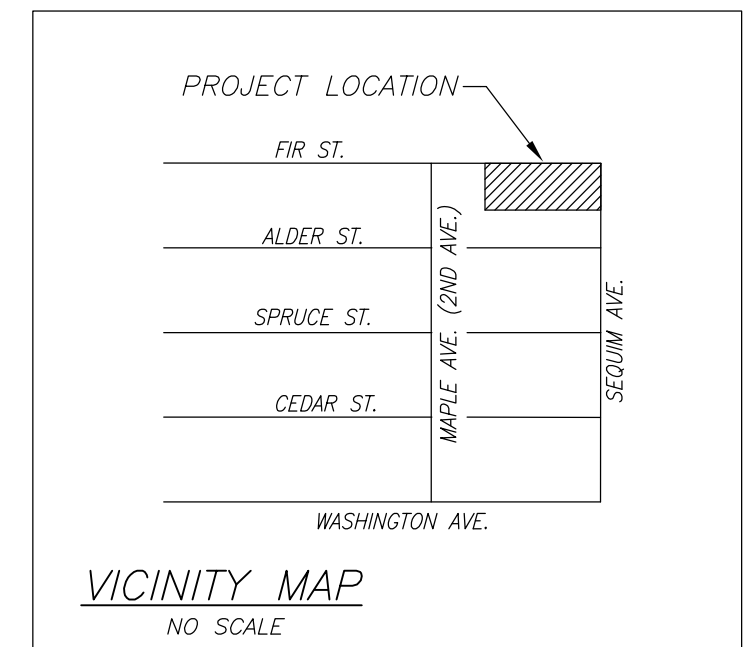 PROJECT LOCATION
FIR ST.
ALDER ST.
MAPLE AVE. (2ND AVE.)
SEQUIM AVE.
SPRUCE ST.
CEDAR ST.
WASHINGTON AVE.
VICINITY MAP
NO SCALE